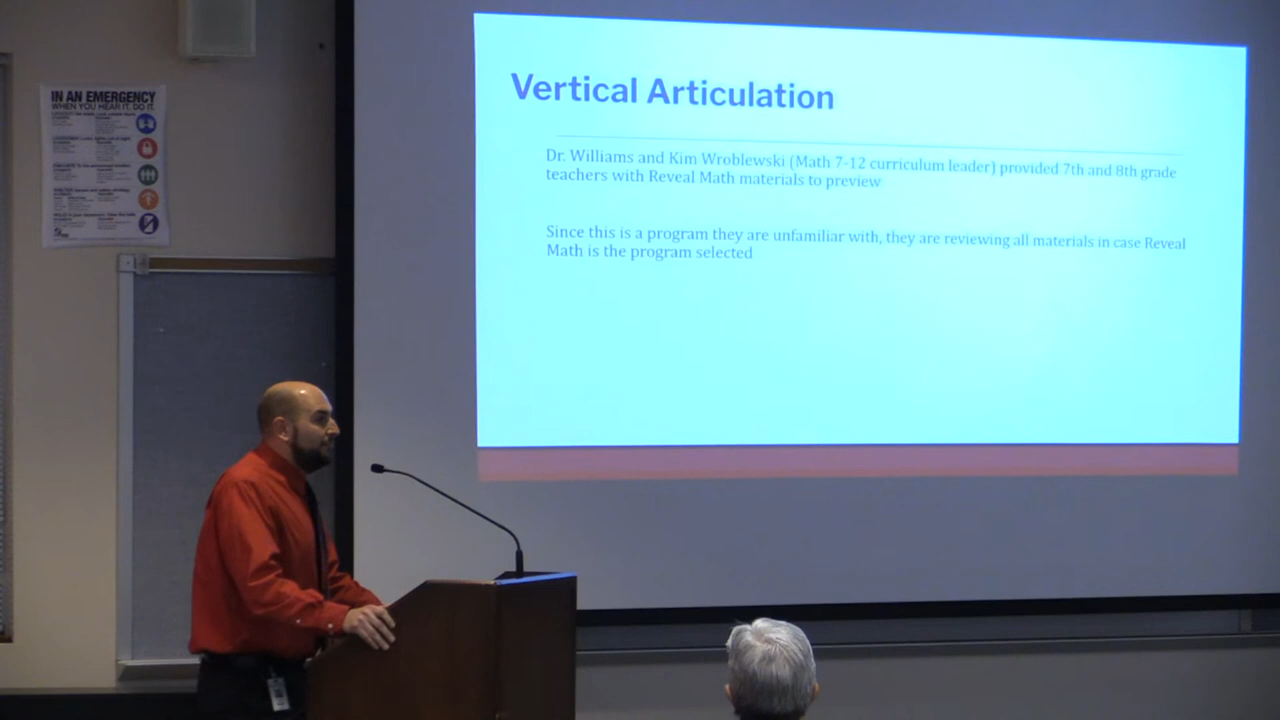 IN AN EMERGENCY
WHEN YOU HEAR IT. DO IT.
Vertical Articulation
Dr. Williams and Kim Wroblewski (Math 7-12 curriculum leader) provided 7th and 8th grade
teachers with Reveal Math materials to preview
Since this is a program they are unfamiliar with, they are reviewing all materials in case Reveal
Math is the program selected